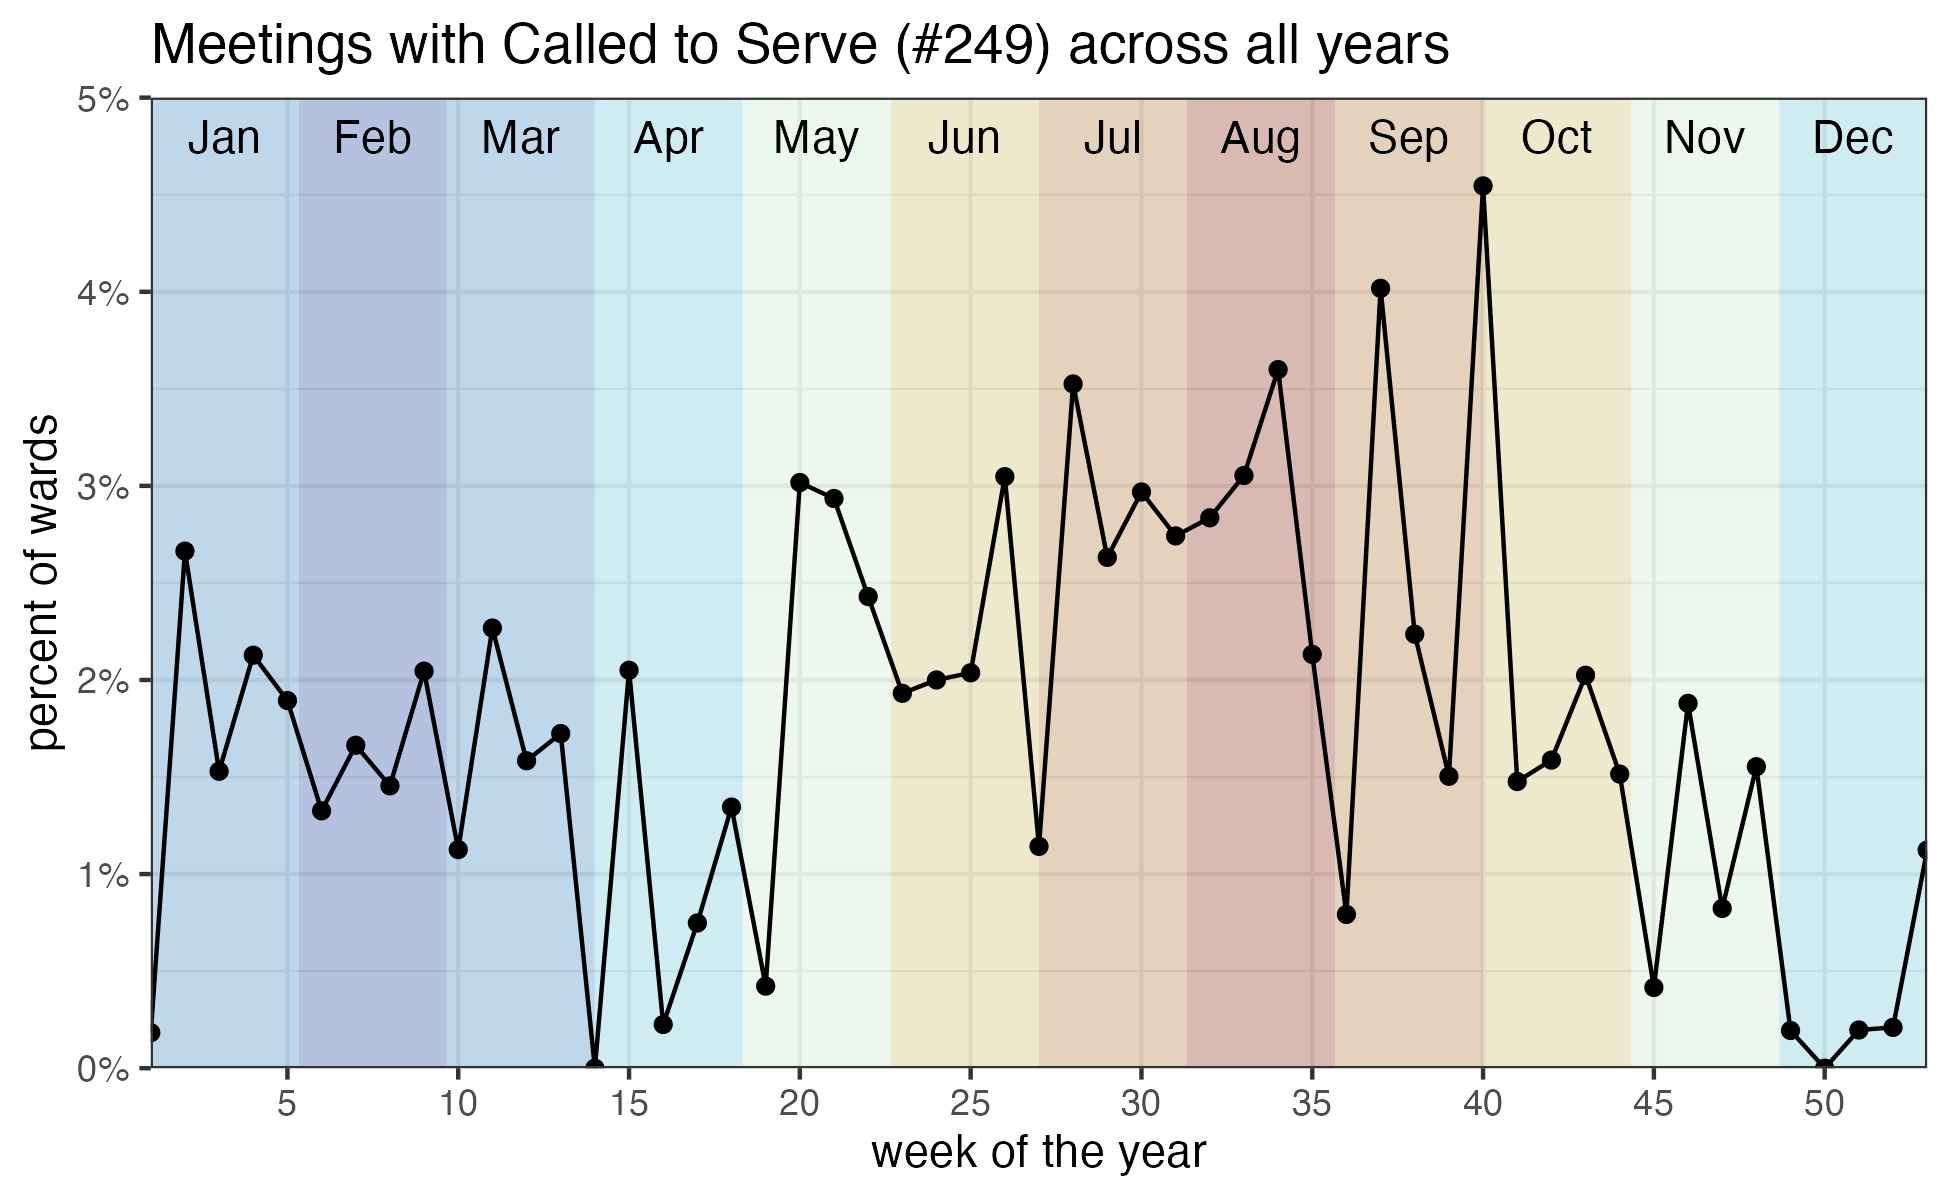 Meetings with Called to Serve (#249) across all years
5%
Jan Feb Mar Apr May Jun Jul Aug Sep Oct Nov Dec
4%
3%
2%
1%
0%
percent of wards
5 10 15 20 25 30 35 40 45 50
week of the year